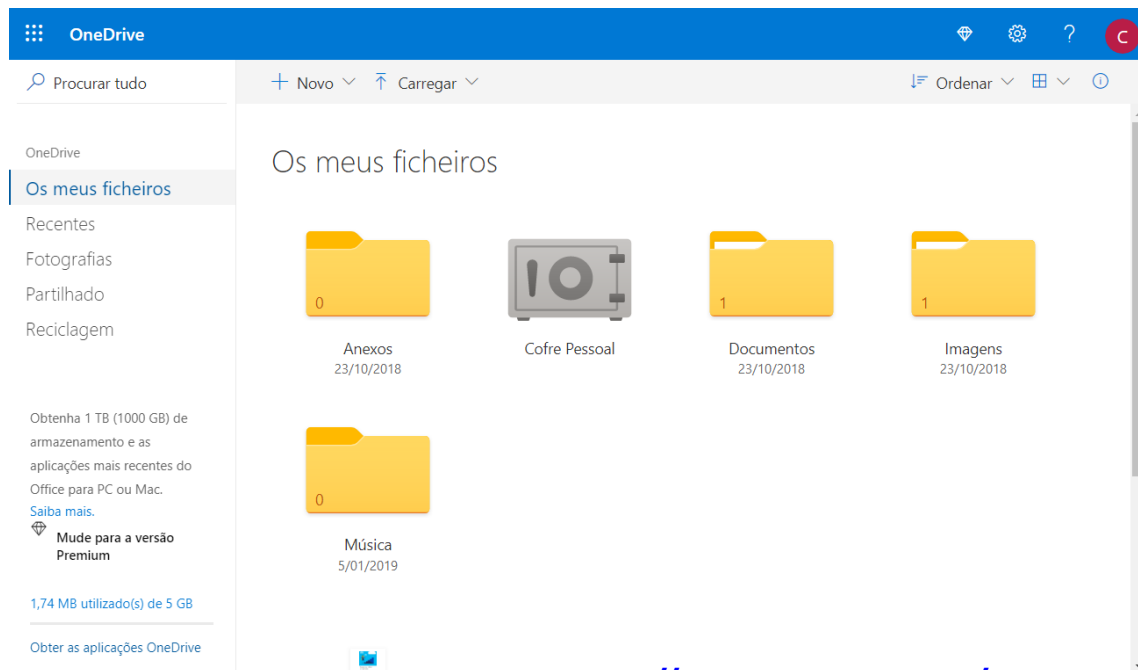 OneDrive
C
Procurar tudo
Novo
Carregar
Ordenar
OneDrive
Os meus ficheiros
Recentes
Fotografias
Partilhado
Reciclagem
Obtenha 1 TB (1000 GB) de
armazenamento e as
aplicações mais recentes do
Office para PC ou Mac.
Saiba mais.
Mude para a versão
Premium
1,74 MB utilizado(s) de 5 GB
Obter as aplicações OneDrive
Os meus ficheiros
0
Anexos
23/10/2018
Cofre Pessoal
1
Documentos
23/10/2018
1
Imagens
23/10/2018
0
Música
5/01/2019